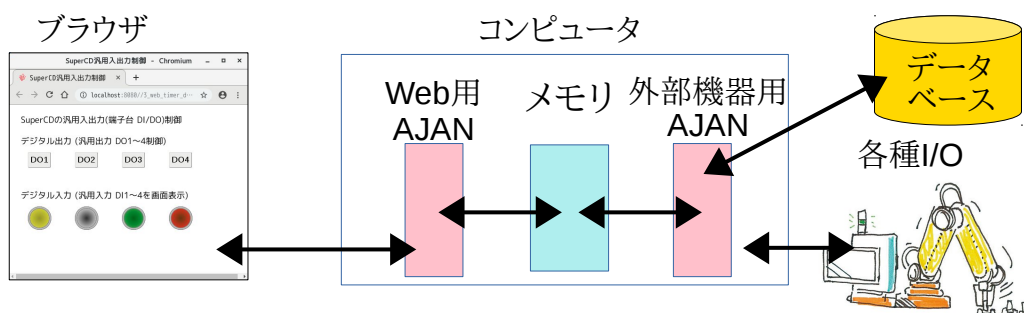 ブラウザ
コンピュータ
SuperCD汎用入出力制御 - Chromium
SuperCD汎用入出力制御
localhost:8080//3_web_timer_d…
SuperCDの汎用入出力(端子台 DI/DO)制御
デジタル出力 (汎用出力 DO1～4制御)
DO1 DO2 DO3 DO4
デジタル入力 (汎用入力 DI1～4を画面表示)
Web用
AJAN
メモリ
外部機器用
AJAN
データ
ベース
各種I/O